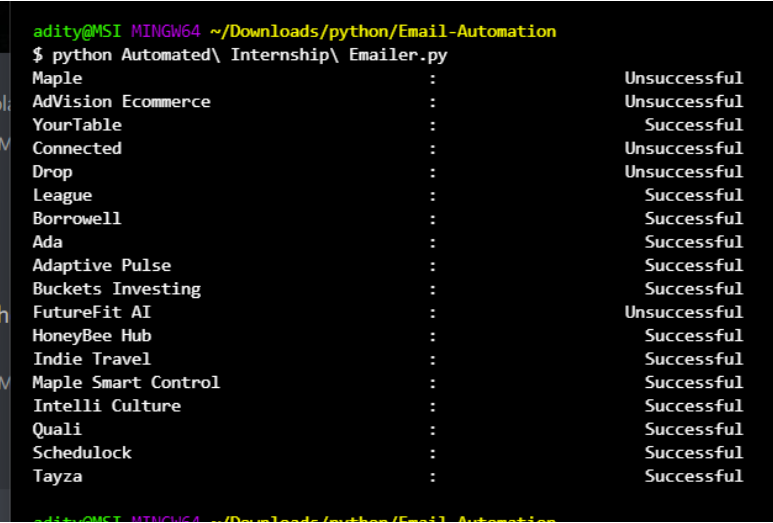 adity@MSI MINGW64 ~/Downloads/python/Email-Automation
$ python Automated\ Internship\ Emailer.py
Maple : Unsuccessful
AdVision Ecommerce : Unsuccessful
YourTable : Successful
Connected : Unsuccessful
Drop : Unsuccessful
League : Successful
Borrowell : Successful
Ada : Successful
Adaptive Pulse : Successful
Buckets Investing : Successful
FutureFit AI : Unsuccessful
HoneyBee Hub : Successful
Indie Travel : Successful
Maple Smart Control : Successful
Intelli Culture : Successful
Quali : Successful
Schedulock : Successful
Tayza : Successful
adity@MSI MINGW64 ~/Downloads/python/Email-Automation